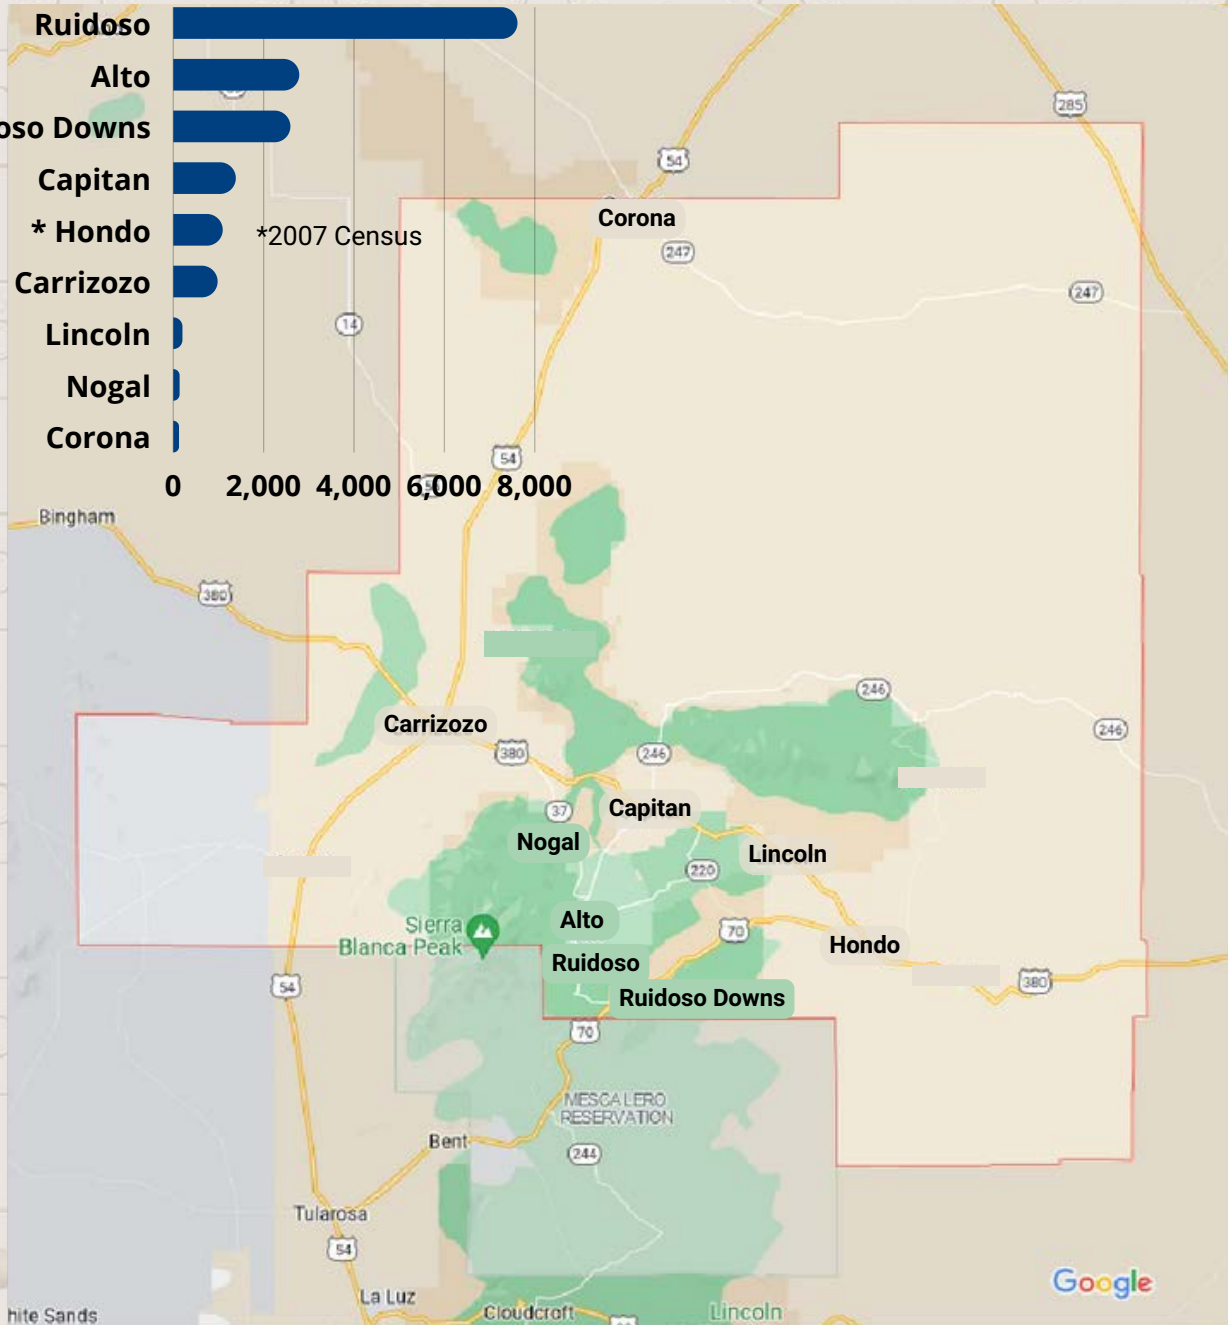 Ruidoso
Alto
oso Downs
Capitan
* Hondo
*2007 Census
Carrizozo
Lincoln
Nogal
Corona
0 2,000 4,000 6,000 8,000
285
54
Corona
247
247
14
54
Bingham
380
246
Carrizozo
246
246
380
37
Capitan
Nogal
Lincoln
220
Alto
Sierra
Blanca Peak
70
Hondo
Ruidoso
380
54
Ruidoso Downs
70
MESCALERO
RESERVATION
Bent
244
Tularosa
54
Google
La Luz
hite Sands
Cloudcroft
Lincoln